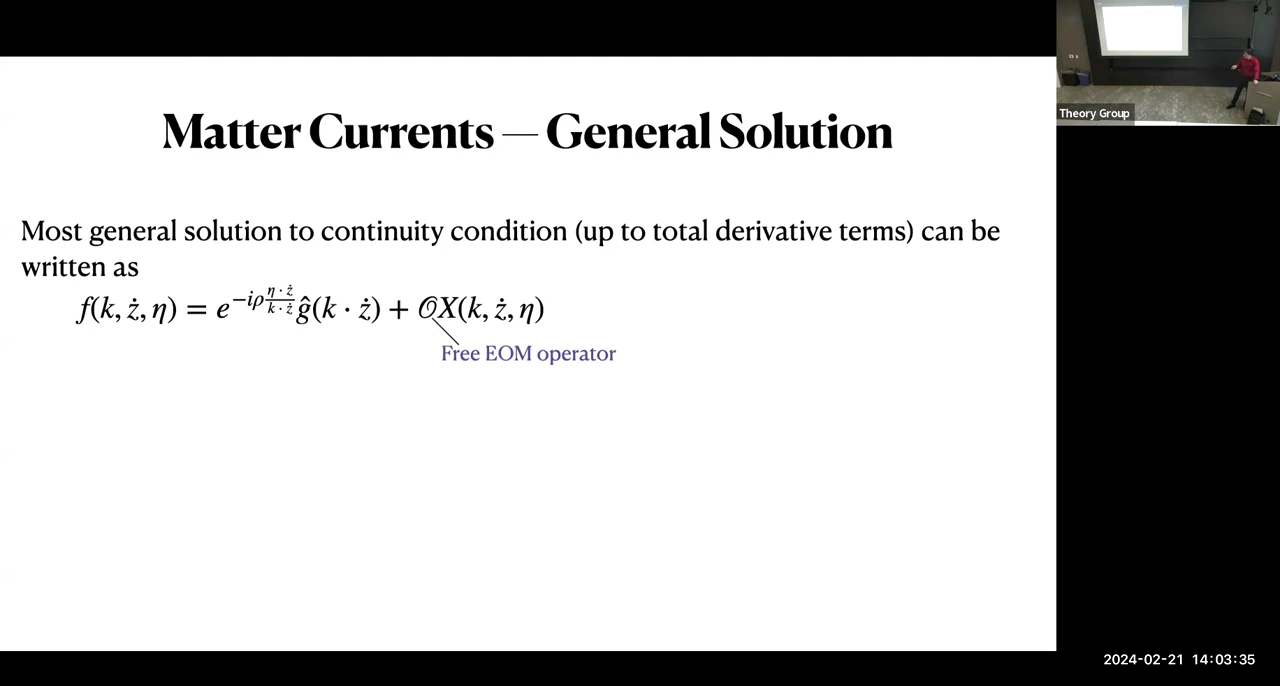 Matter Currents — General Solution
Theory Group
Most general solution to continuity condition (up to total derivative terms) can be
written as
f(k, ż, η) = e^{-iρ \frac{η · ż}{k · ż}} ĝ(k · ż) + 𝒪X(k, ż, η)
Free EOM operator
2024-02-21 14:03:35